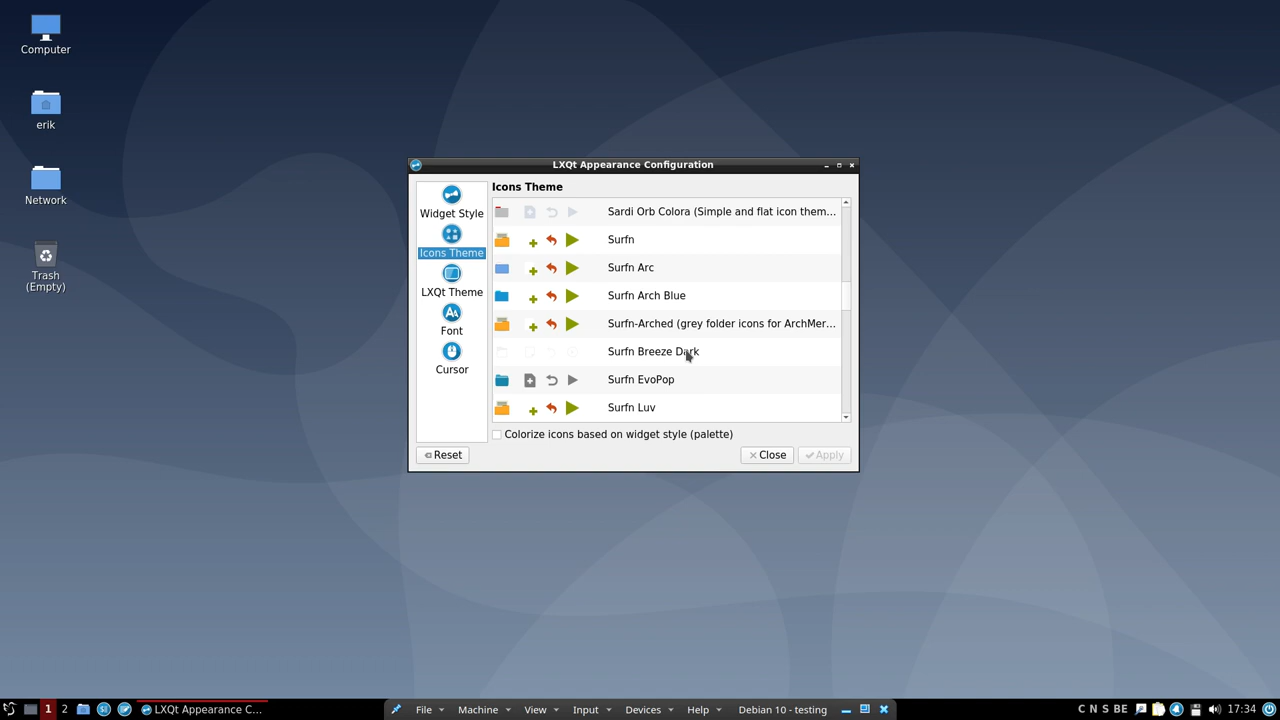 Computer
erik
Network
Trash
(Empty)
LXQt Appearance Configuration
Widget Style
Icons Theme
LXQt Theme
Font
Cursor
Icons Theme
Sardi Orb Colora (Simple and flat icon them...
Surfn
Surfn Arc
Surfn Arch Blue
Surfn-Arched (grey folder icons for ArchMer...
Surfn Breeze Dark
Surfn EvoPop
Surfn Luv
Colorize icons based on widget style (palette)
Reset
Close
Apply
1 2 LXQt Appearance C... File Machine View Input Devices Help Debian 10 - testing C N S BE 17:34